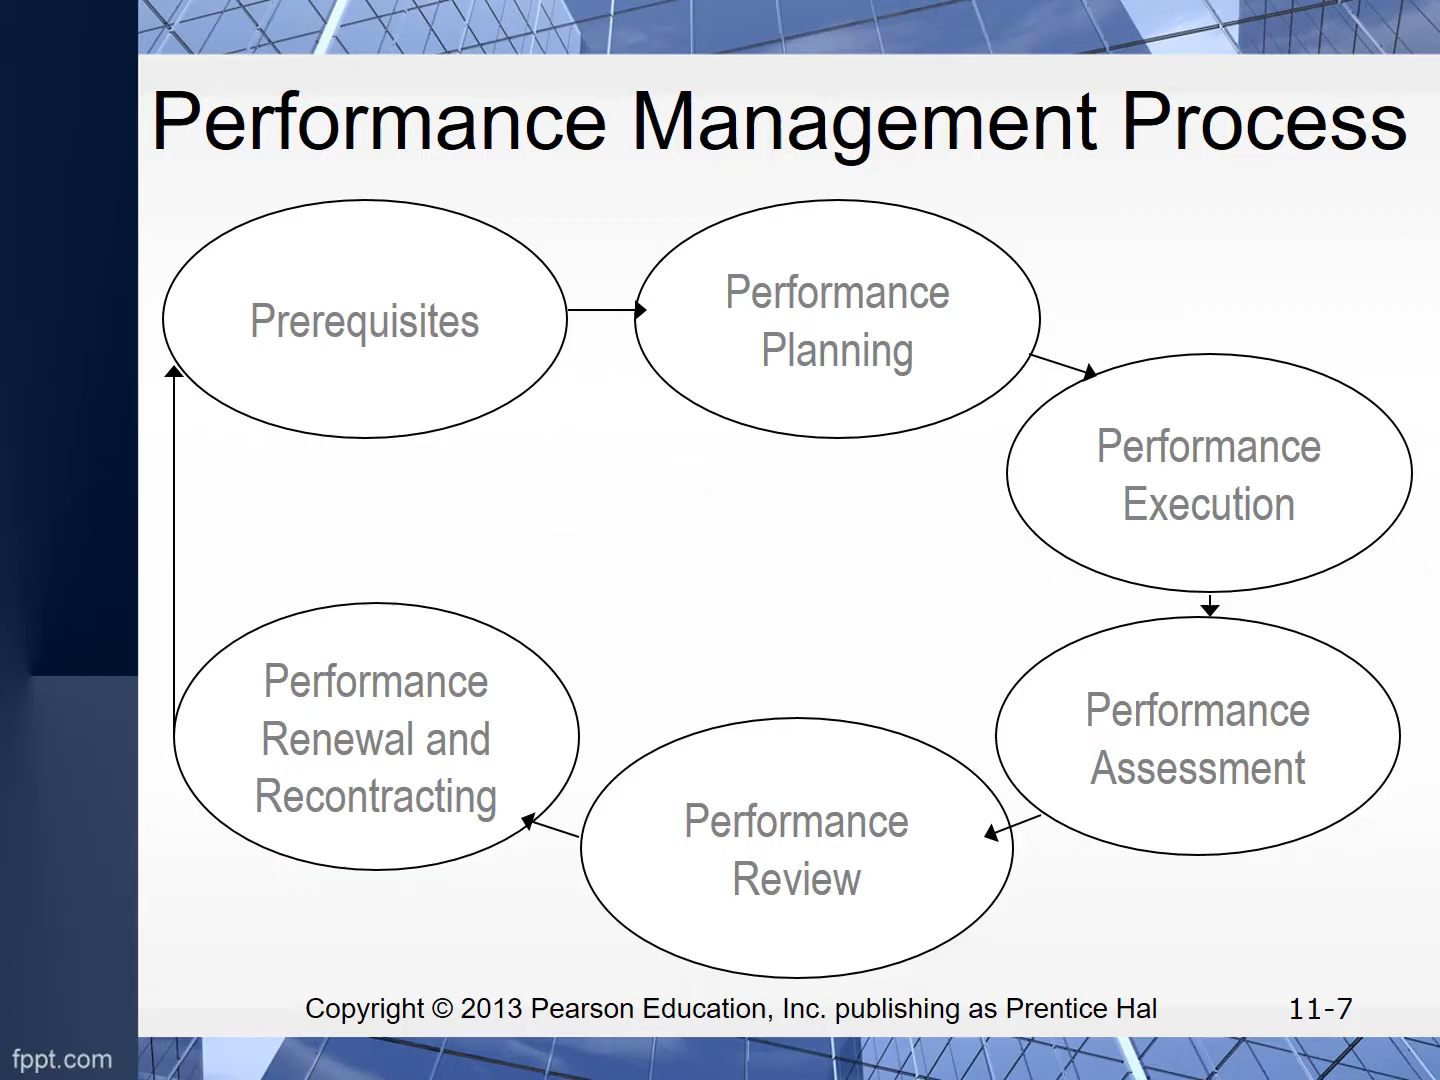 Performance Management Process
Prerequisites
Performance
Planning
Performance
Execution
Performance
Assessment
Performance
Review
Performance
Renewal and
Recontracting
Copyright © 2013 Pearson Education, Inc. publishing as Prentice Hal
11-7
fppt.com